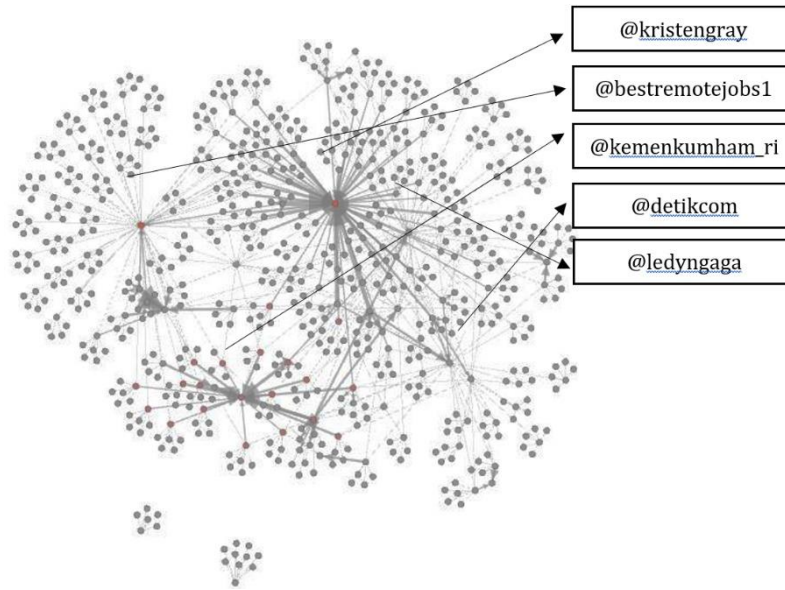 @kristengray
@bestremotejobs1
@kemenkumham_ri
@detikcom
@ledyngaga